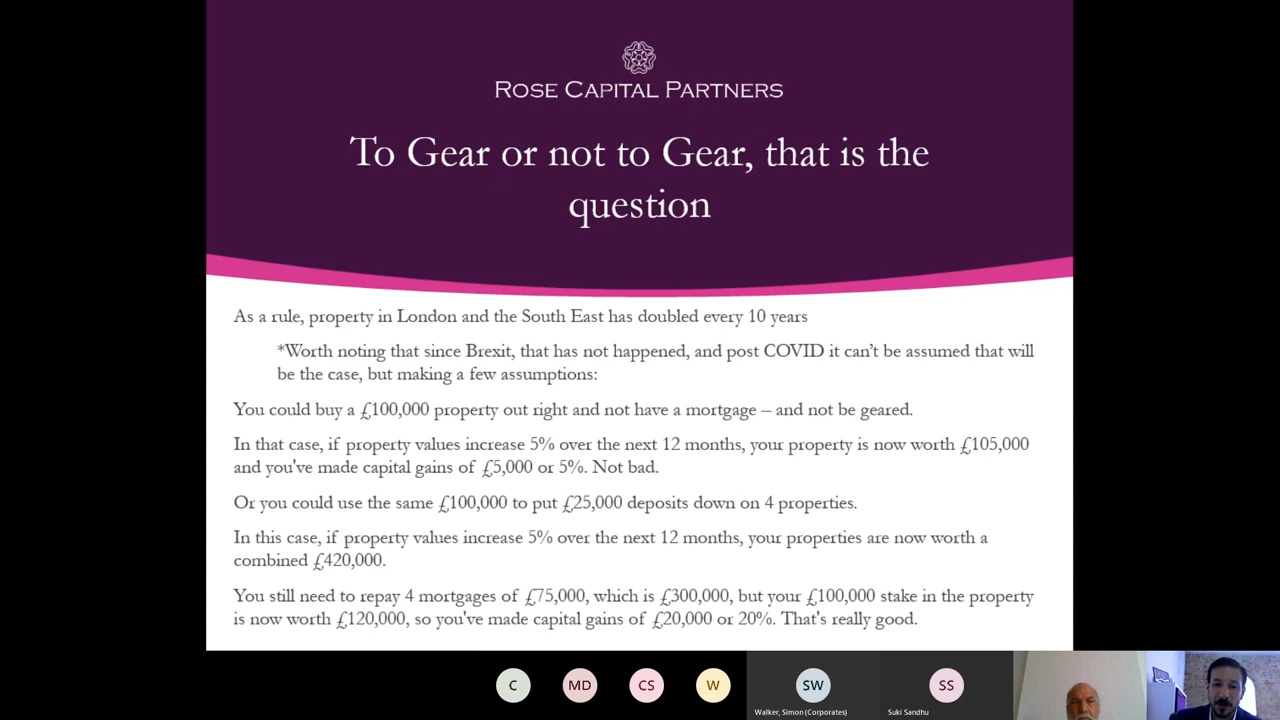 ROSE CAPITAL PARTNERS
To Gear or not to Gear, that is the
question
As a rule, property in London and the South East has doubled every 10 years
*Worth noting that since Brexit, that has not happened, and post COVID it can’t be assumed that will
be the case, but making a few assumptions:
You could buy a £100,000 property out right and not have a mortgage – and not be geared.
In that case, if property values increase 5% over the next 12 months, your property is now worth £105,000
and you've made capital gains of £5,000 or 5%. Not bad.
Or you could use the same £100,000 to put £25,000 deposits down on 4 properties.
In this case, if property values increase 5% over the next 12 months, your properties are now worth a
combined £420,000.
You still need to repay 4 mortgages of £75,000, which is £300,000, but your £100,000 stake in the property
is now worth £120,000, so you've made capital gains of £20,000 or 20%. That's really good.
C MD CS W SW SS
Walker, Simon (Corporates) Suki Sandhu